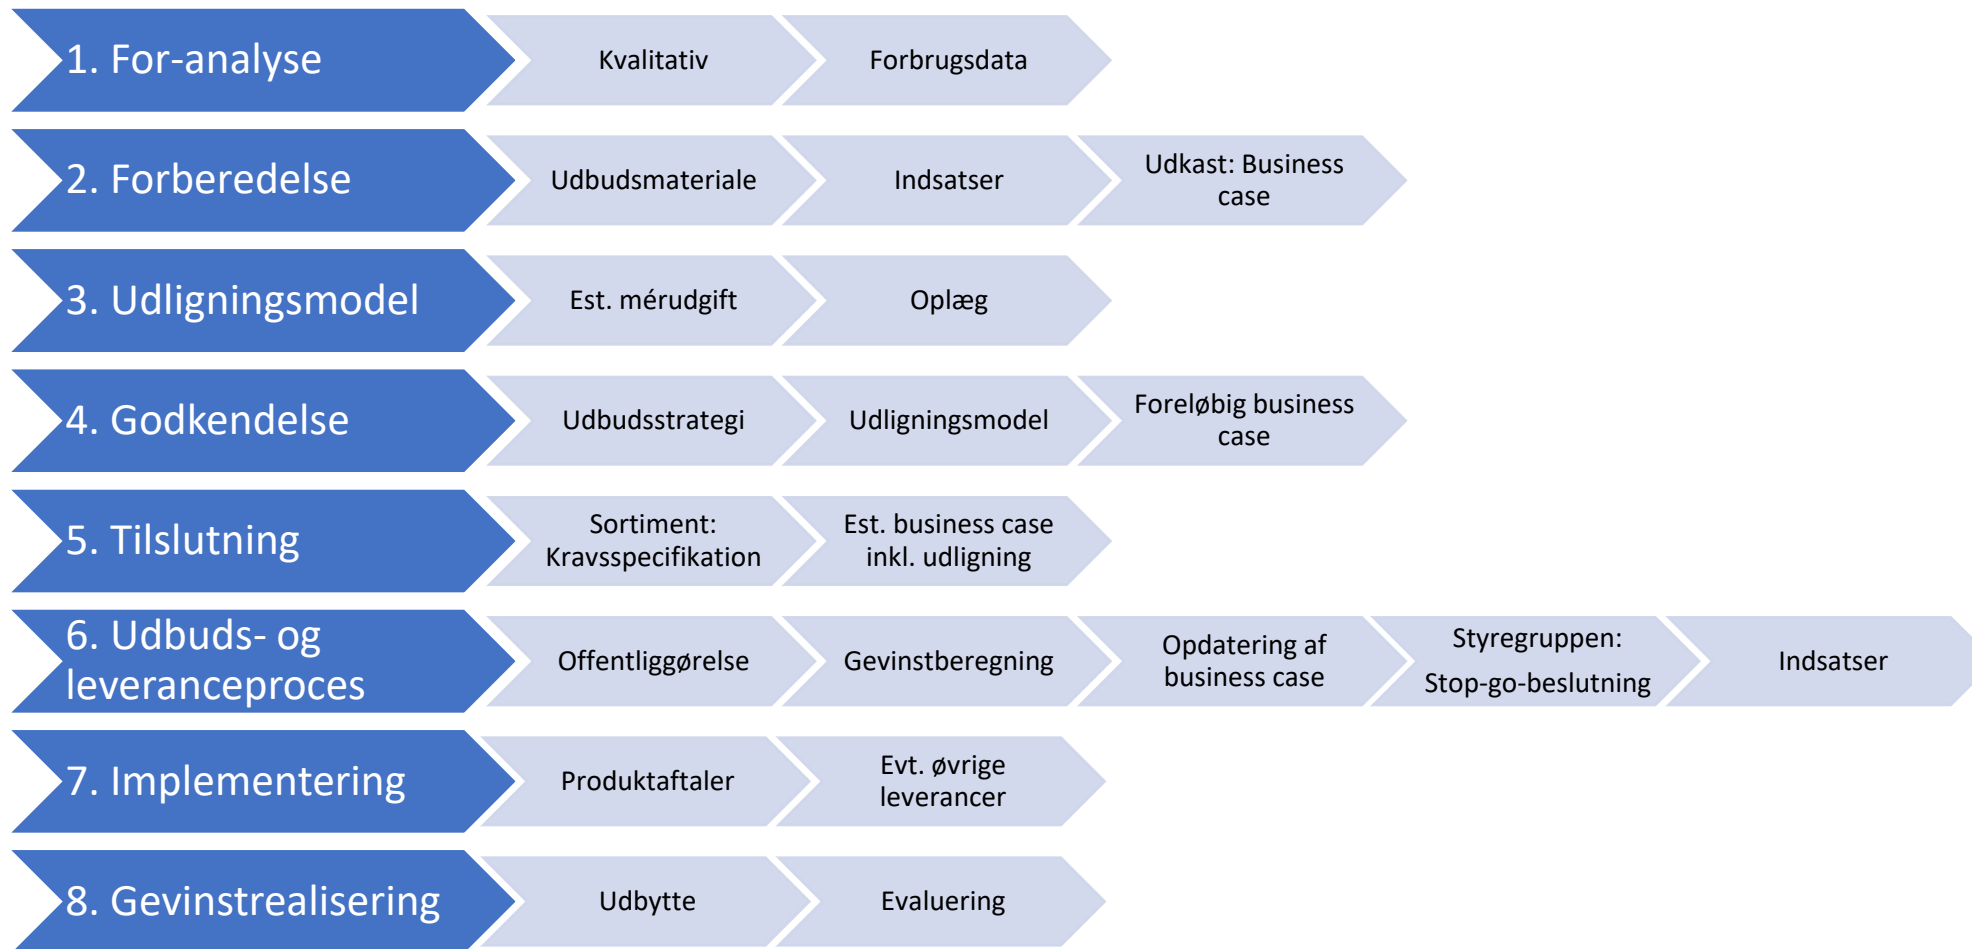 1. For-analyse
Kvalitativ
Forbrugsdata
2. Forberedelse
Udbudsmateriale
Indsatser
Udkast: Business
case
3. Udligningsmodel
Est. mérudgift
Oplæg
4. Godkendelse
Udbudsstrategi
Udligningsmodel
Foreløbig business
case
5. Tilslutning
Sortiment:
Kravsspecifikation
Est. business case
inkl. udligning
6. Udbuds- og
leveranceproces
Offentliggørelse
Gevinstberegning
Opdatering af
business case
Styregruppen:
Stop-go-beslutning
Indsatser
7. Implementering
Produktaftaler
Evt. øvrige
leverancer
8. Gevinstrealisering
Udbytte
Evaluering